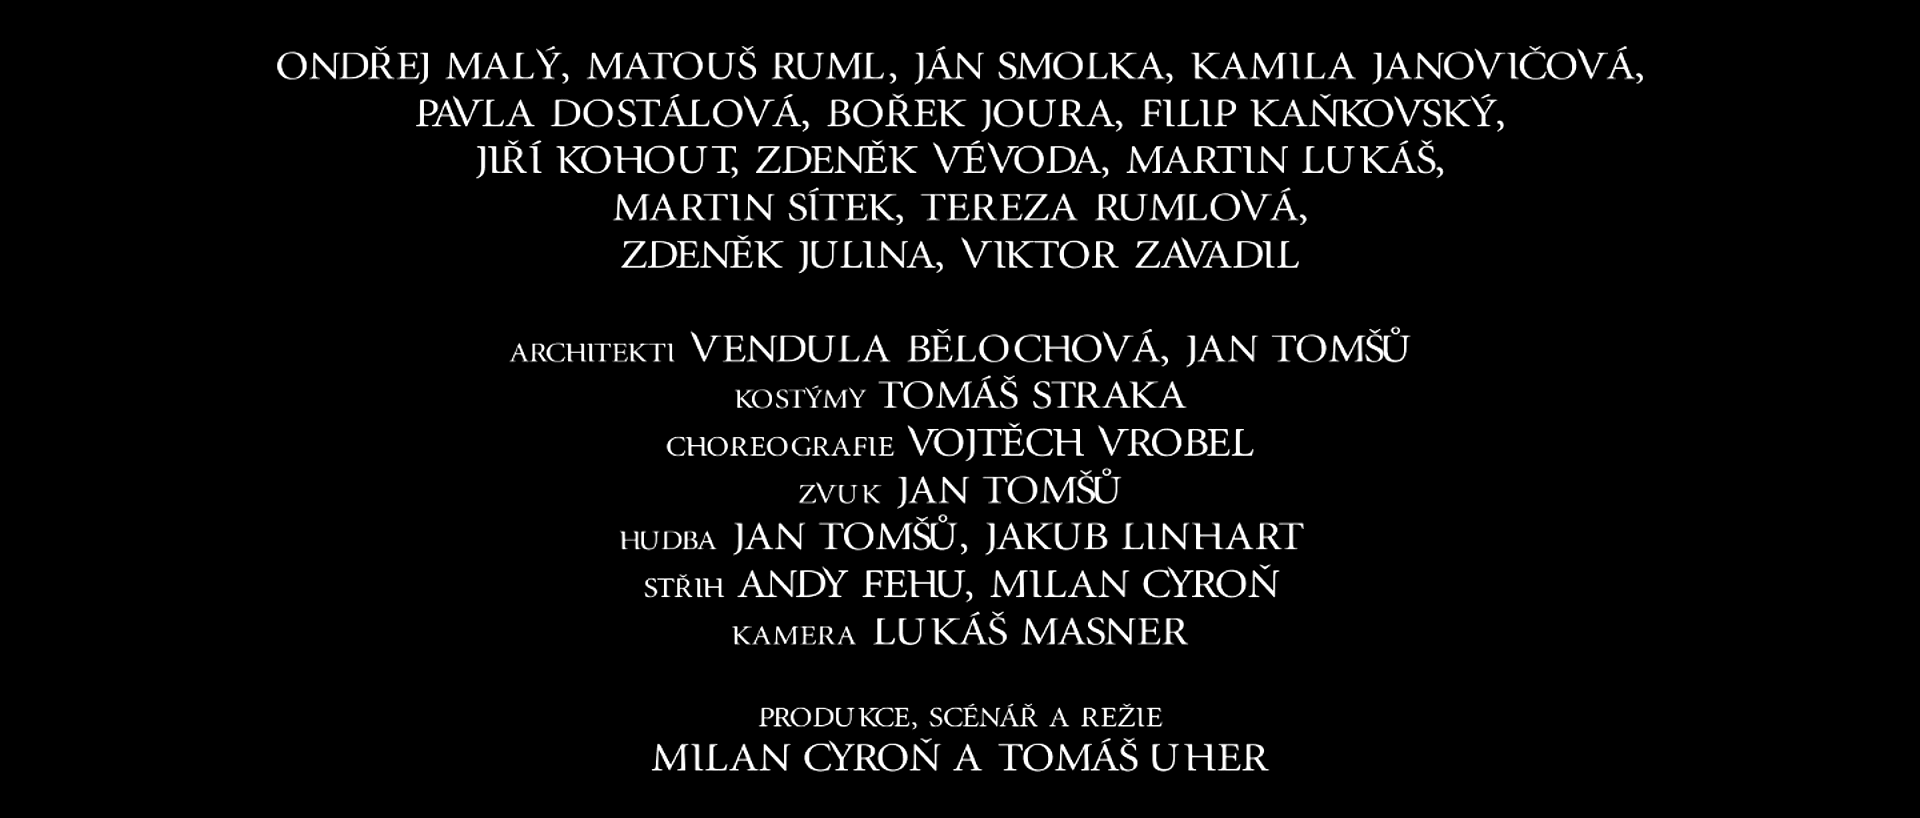 ONDŘEJ MALÝ, MATOUŠ RUML, JÁN SMOLKA, KAMILA JANOVIČOVÁ,
PAVLA DOSTÁLOVÁ, BOŘEK JOURA, FILIP KAŇKOVSKÝ,
JIŘÍ KOHOUT, ZDENĚK VÉVODA, MARTIN LUKÁŠ,
MARTIN SÍTEK, TEREZA RUMLOVÁ,
ZDENĚK JULINA, VIKTOR ZAVADIL
ARCHITEKTI VENDULA BĚLOCHOVÁ, JAN TOMŠŮ
KOSTÝMY TOMÁŠ STRAKA
CHOREOGRAFIE VOJTĚCH VROBEL
ZVUK JAN TOMŠŮ
HUDBA JAN TOMŠŮ, JAKUB LINHART
STŘIH ANDY FEHU, MILAN CYROŇ
KAMERA LUKÁŠ MASNER
PRODUKCE, SCÉNÁŘ A REŽIE
MILAN CYROŇ A TOMÁŠ UHER